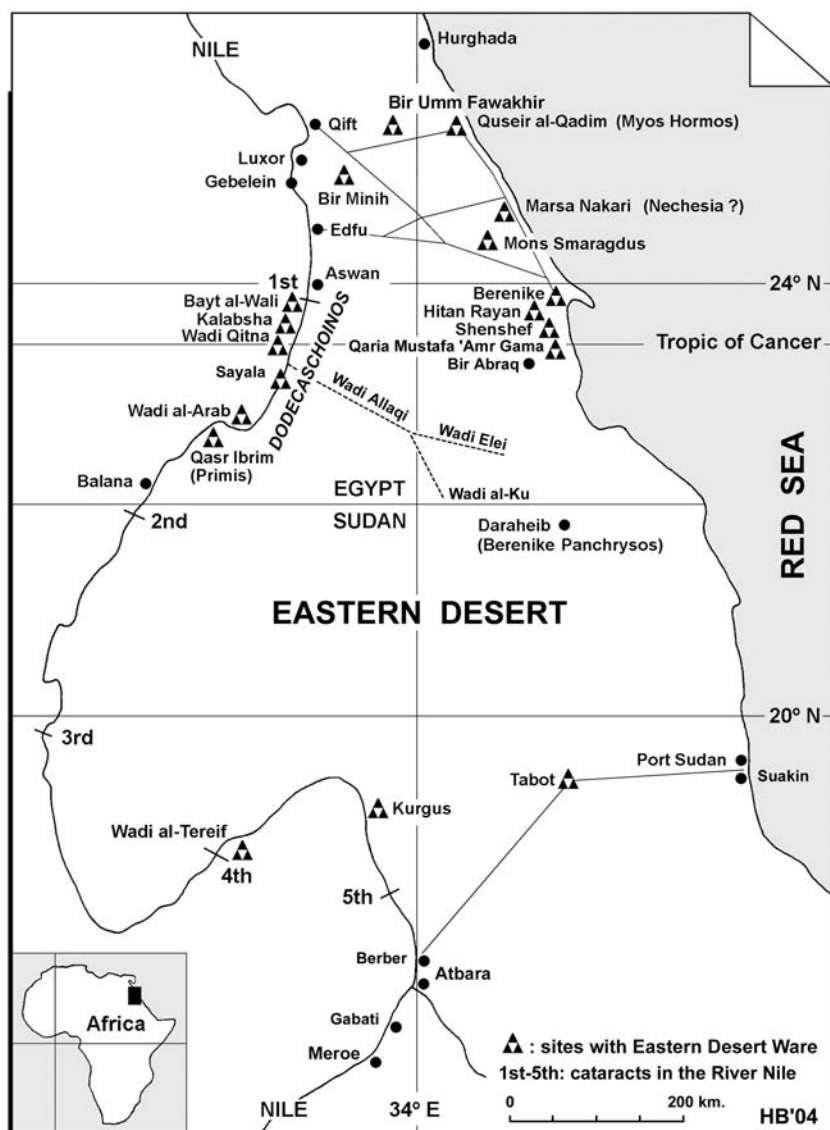 NILE
Hurghada
Bir Umm Fawakhir
Qift
Quseir al-Qadim (Myos Hormos)
Luxor
Gebelein
Bir Minih
Marsa Nakari (Nechesia ?)
Edfu
Mons Smaragdus
Aswan
1st
24º N
Bayt al-Wali
Berenike
Kalabsha
Hitan Rayan
Wadi Qitna
Shenshef
DODECASCHOINOS
Qaria Mustafa 'Amr Gama
Tropic of Cancer
Sayala
Bir Abraq
Wadi Allaqi
Wadi al-Arab
Wadi Elei
Qasr Ibrim
(Primis)
Balana
EGYPT
Wadi al-Ku
2nd
SUDAN
Daraheib
(Berenike Panchrysos)
RED SEA
EASTERN DESERT
20º N
3rd
Port Sudan
Tabot
Suakin
Kurgus
Wadi al-Tereif
4th
5th
Berber
Atbara
Africa
Gabati
: sites with Eastern Desert Ware
Meroe
1st-5th: cataracts in the River Nile
NILE
34º E
0
200 km.
HB'04